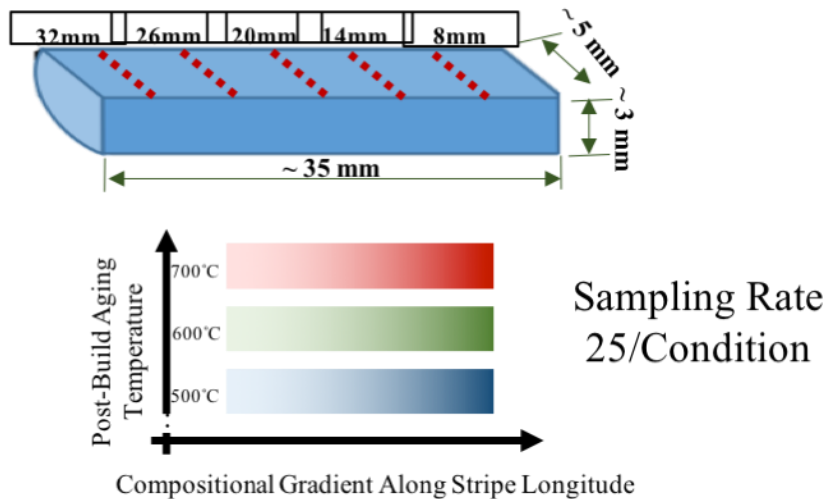 32mm 26mm 20mm 14mm 8mm
~ 5 mm
~ 3 mm
~ 35 mm
Post-Build Aging
Temperature
700°C
600°C
500°C
Sampling Rate
25/Condition
Compositional Gradient Along Stripe Longitude